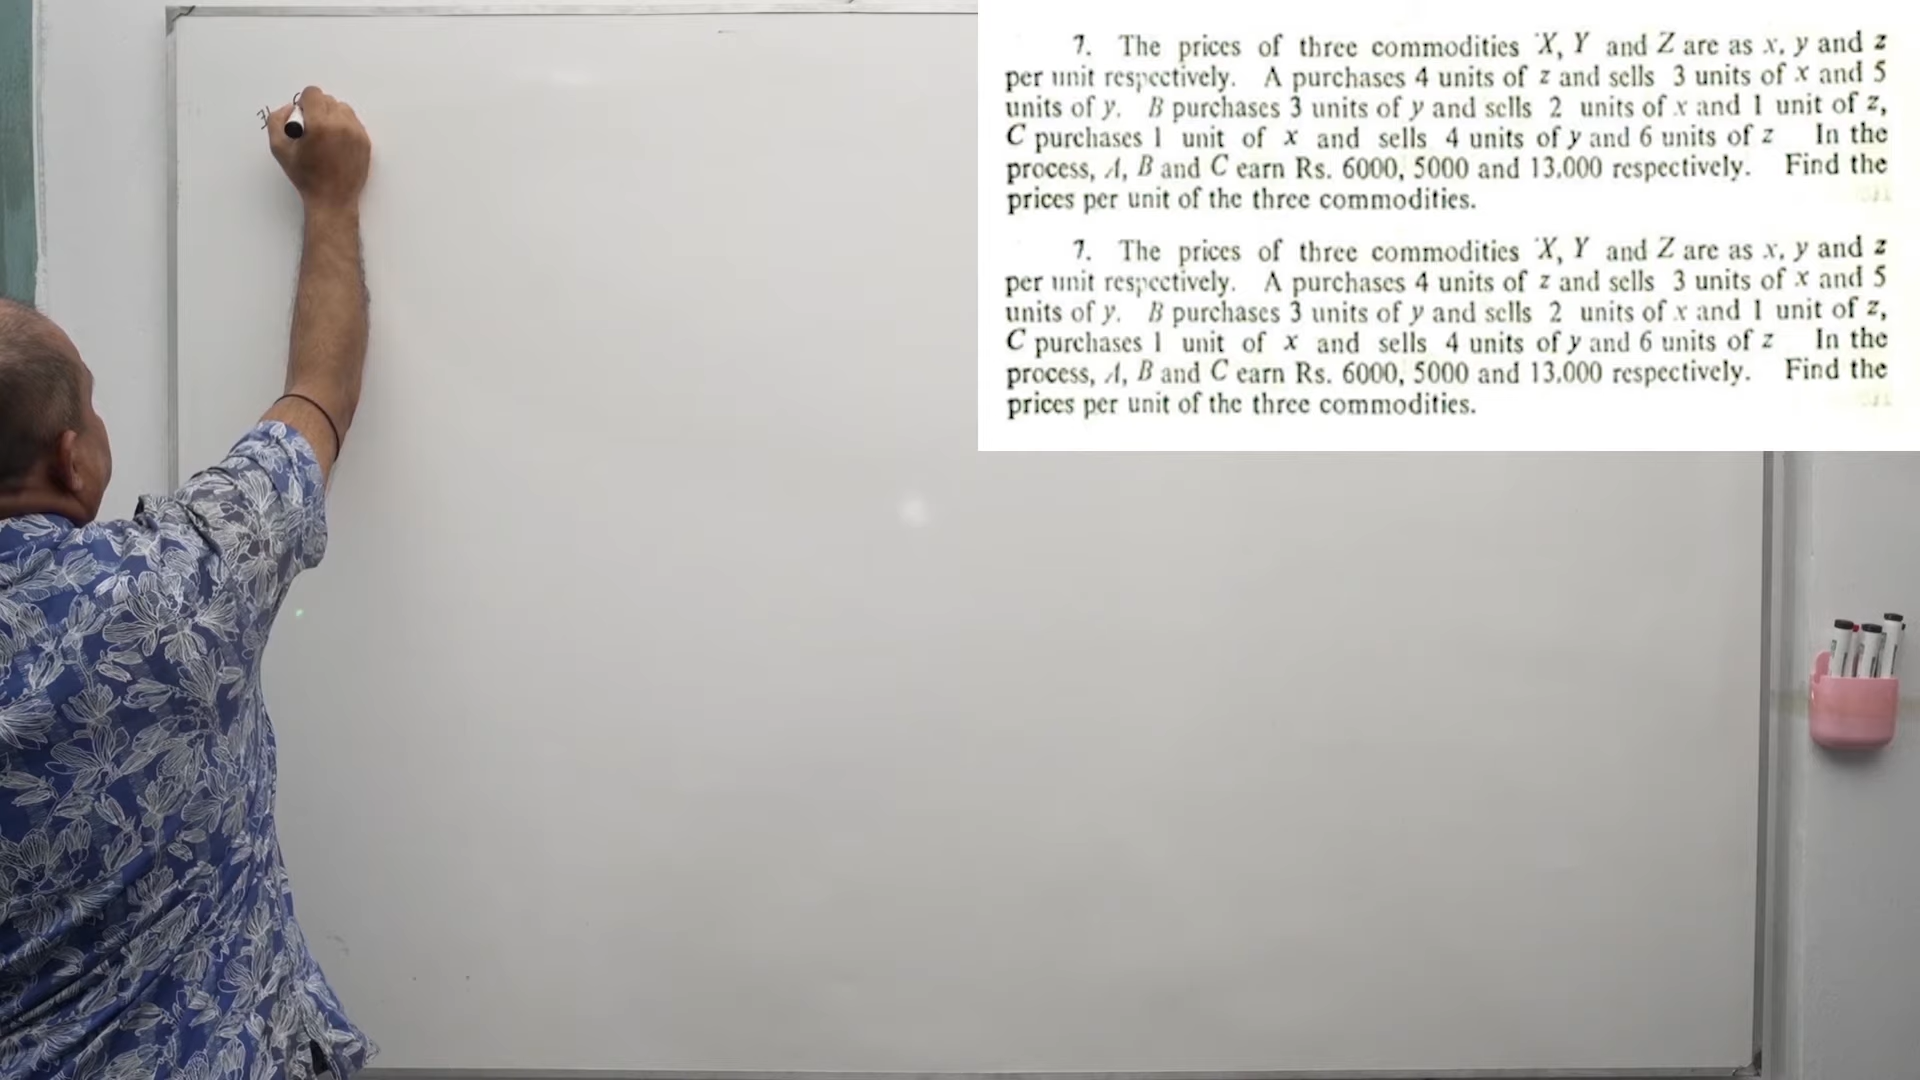 7. The prices of three commodities X, Y and Z are as x, y and z
per unit respectively. A purchases 4 units of z and sells 3 units of x and 5
units of y. B purchases 3 units of y and sells 2 units of x and 1 unit of z,
C purchases 1 unit of x and sells 4 units of y and 6 units of z In the
process, A, B and C earn Rs. 6000, 5000 and 13,000 respectively. Find the
prices per unit of the three commodities.
7. The prices of three commodities X, Y and Z are as x, y and z
per unit respectively. A purchases 4 units of z and sells 3 units of x and 5
units of y. B purchases 3 units of y and sells 2 units of x and 1 unit of z,
C purchases 1 unit of x and sells 4 units of y and 6 units of z In the
process, A, B and C earn Rs. 6000, 5000 and 13,000 respectively. Find the
prices per unit of the three commodities.